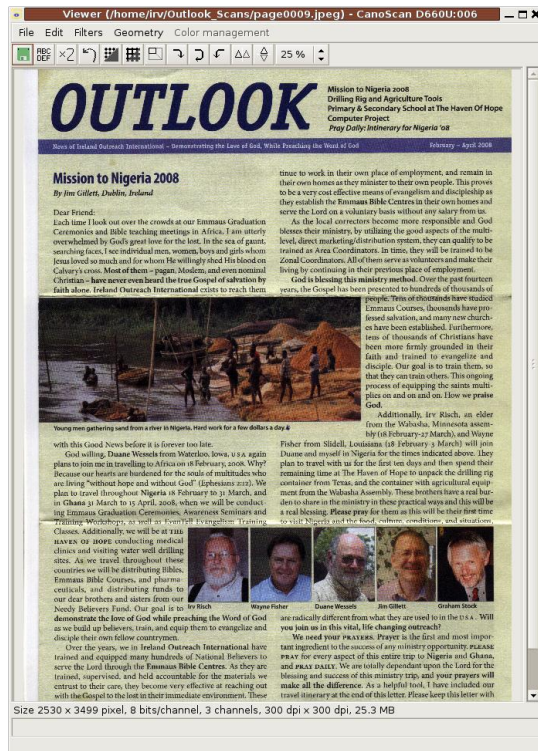 Viewer (/home/irv/Outlook_Scans/page0009.jpeg) - CanoScan D660U:006
File Edit Filters Geometry Color management
ABC
DEF
×2
25 %
OUTLOOK
Mission to Nigeria 2008
Drilling Rig and Agriculture Tools
Primary & Secondary School at The Haven Of Hope
Computer Project
Pray Daily: Intinerary for Nigeria '08
News of Ireland Outreach International – Demonstrating the Love of God, While Preaching the Word of God
February – April 2008
Mission to Nigeria 2008
By Jim Gillett, Dublin, Ireland
Dear Friend:
Each time I look out over the crowds at our Emmaus Graduation
Ceremonies and Bible teaching meetings in Africa, I am utterly
overwhelmed by God's great love for the lost. In the sea of gaunt,
searching faces, I see individual men, women, boys and girls whom
Jesus loved so much and for whom He willingly shed His blood on
Calvary's cross. Most of them – pagan, Moslem, and even nominal
Christian – have never even heard the true Gospel of salvation by
faith alone. Ireland Outreach International exists to reach them
Young men gathering sand from a river in Nigeria. Hard work for a few dollars a day
with this Good News before it is forever too late.
God willing, Duane Wessels from Waterloo, Iowa, USA again
plans to join me in travelling to Africa on 18 February, 2008. Why?
Because our hearts are burdened for the souls of multitudes who
are living "without hope and without God" (Ephesians 2:12). We
plan to travel throughout Nigeria 18 February to 31 March, and
in Ghana 31 March to 15 April, 2008, when we will be conduct-
ing Emmaus Graduation Ceremonies, Awareness Seminars and
Training Workshops, as well as EvanTell Evangelism Training
Classes. Additionally, we will be at THE
HAVEN OF HOPE conducting medical
clinics and visiting water well drilling
sites. As we travel throughout these
countries we will be distributing Bibles,
Emmaus Bible Courses, and pharma-
ceuticals, and distributing funds to
our dear brothers and sisters from our
Needy Believers Fund. Our goal is to
demonstrate the love of God while preaching the Word of God
as we build up believers, train, and equip them to evangelize and
disciple their own fellow countrymen.
Over the years, we in Ireland Outreach International have
trained and equipped many hundreds of National Believers to
serve the Lord through the Emmaus Bible Centres. As they are
trained, supervised, and held accountable for the materials we
entrust to their care, they become very effective at reaching out
with the Gospel to the lost in their immediate environment. These
tinue to work in their own place of employment, and remain in
their own homes as they minister to their own people. This proves
to be a very cost effective means of evangelism and discipleship as
they establish the Emmaus Bible Centres in their own homes and
serve the Lord on a voluntary basis without any salary from us.
As the local correctors become more responsible and God
blesses their ministry, by utilizing the good aspects of the multi-
level, direct marketing/distribution system, they can qualify to be
trained as Area Coordinators. In time, they will be trained to be
Zonal Coordinators. All of them serve as volunteers and make their
living by continuing in their previous place of employment.
God is blessing this ministry method. Over the past fourteen
years, the Gospel has been presented to hundreds of thousands of
people. Tens of thousands have studied
Emmaus Courses, thousands have pro-
fessed salvation, and many new church-
es have been established. Furthermore,
tens of thousands of Christians have
been more firmly grounded in their
faith and trained to evangelize and
disciple. Our goal is to train them, so
that they can train others. This ongoing
process of equipping the saints multi-
plies on and on and on. How we praise
God.
Additionally, Irv Risch, an elder
from the Wabasha, Minnesota assem-
bly (18 February-27 March), and Wayne
Fisher from Slidell, Louisiana (18 February-3 March) will join
Duane and myself in Nigeria for the times indicated above. They
plan to travel with us for the first ten days and then spend their
remaining time at The Haven of Hope to unpack the drilling rig
container from Texas, and the container with agricultural equip-
ment from the Wabasha Assembly. These brothers have a real bur-
den to share in the ministry in these practical ways and this will be
a real blessing. Please pray for them as this will be their first time
to visit Nigeria and the food, culture, conditions, and situations,
Irv Risch
Wayne Fisher
Duane Wessels
Jim Gillett
Graham Stock
are radically different from what they are used to in the USA. Will
you join us in this vital, life changing outreach?
We need your PRAYERS. Prayer is the first and most impor-
tant ingredient to the success of any ministry opportunity. PLEASE
PRAY for every aspect of this entire trip to Nigeria and Ghana,
and PRAY DAILY. We are totally dependant upon the Lord for the
blessing and success of this ministry trip, and your prayers will
make all the difference. As a helpful tool, I have included our
travel itinerary at the end of this letter. Please keep this letter with
Size 2530 x 3499 pixel, 8 bits/channel, 3 channels, 300 dpi x 300 dpi, 25.3 MB